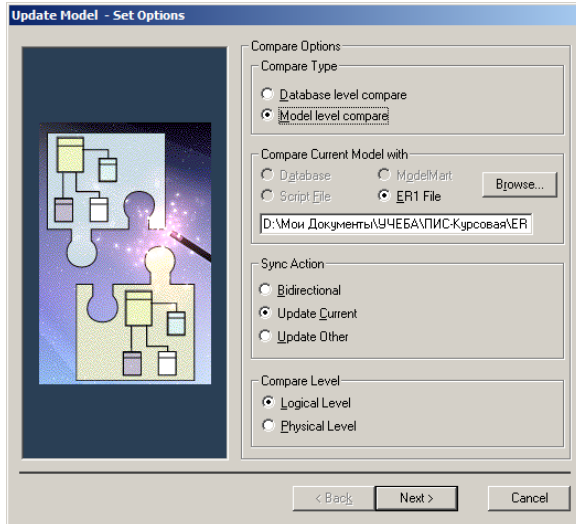 Update Model - Set Options
Compare Options
Compare Type
Database level compare
Model level compare
Compare Current Model with
Database
ModelMart
Script File
ER1 File
Browse...
D:\Мои Документы\УЧЕБА\ПИС-Курсовая\ER
Sync Action
Bidirectional
Update Current
Update Other
Compare Level
Logical Level
Physical Level
< Back
Next >
Cancel